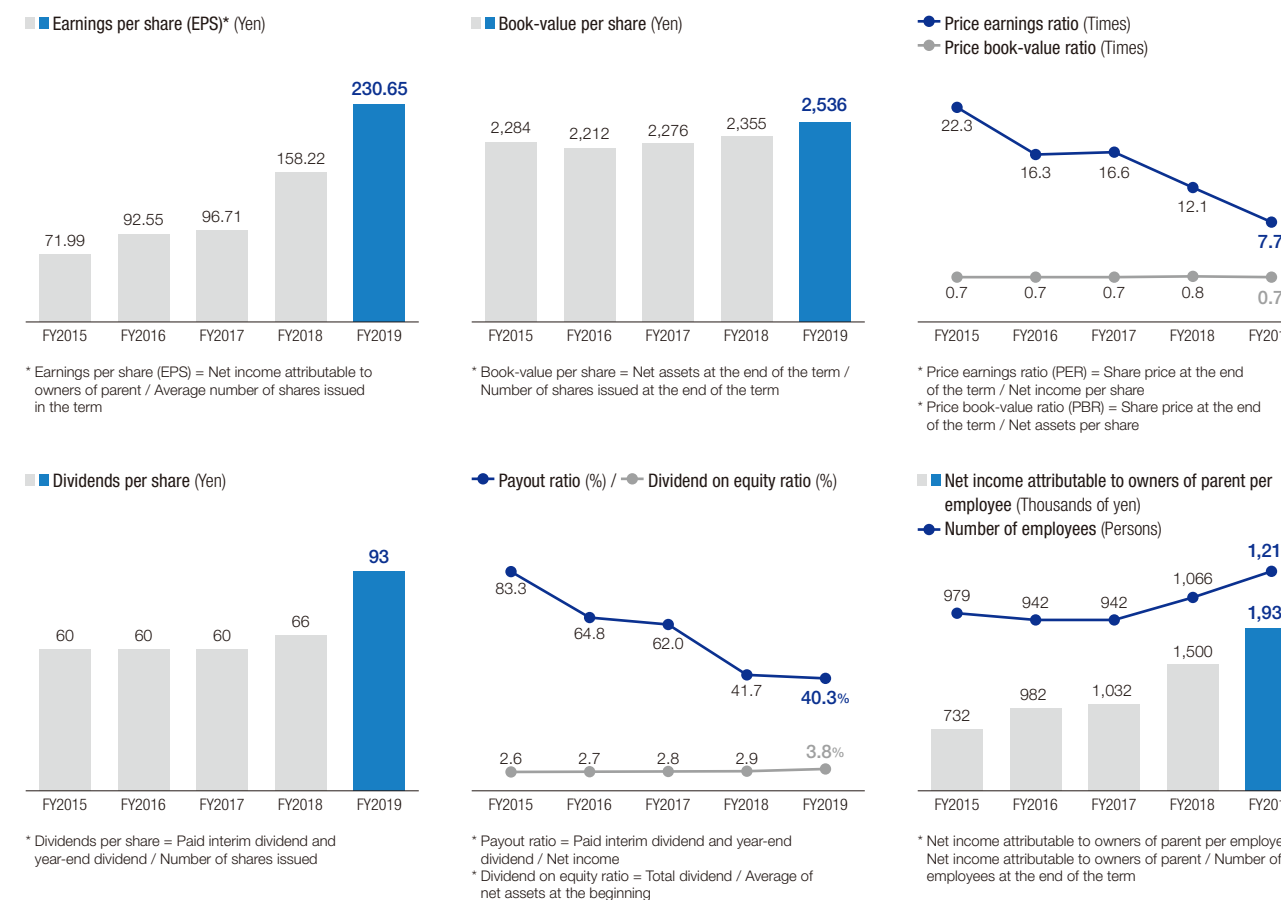 Earnings per share (EPS)* (Yen)
230.65
158.22
96.71
92.55
71.99
FY2015 FY2016 FY2017 FY2018 FY2019
* Earnings per share (EPS) = Net income attributable to
owners of parent / Average number of shares issued
in the term
Book-value per share (Yen)
2,284 2,212 2,276 2,355 2,536
FY2015 FY2016 FY2017 FY2018 FY2019
* Book-value per share = Net assets at the end of the term /
Number of shares issued at the end of the term
Price earnings ratio (Times)
Price book-value ratio (Times)
22.3 16.3 16.6 12.1 7.7
0.7 0.7 0.7 0.8 0.7
FY2015 FY2016 FY2017 FY2018
* Price earnings ratio (PER) = Share price at the end
of the term / Net income per share
* Price book-value ratio (PBR) = Share price at the end
of the term / Net assets per share
Dividends per share (Yen)
60 60 60 66 93
FY2015 FY2016 FY2017 FY2018 FY2019
* Dividends per share = Paid interim dividend and
year-end dividend / Number of shares issued
Payout ratio (%) / Dividend on equity ratio (%)
83.3 64.8 62.0 41.7 40.3%
2.6 2.7 2.8 2.9 3.8%
FY2015 FY2016 FY2017 FY2018 FY2019
* Payout ratio = Paid interim dividend and year-end
dividend / Net income
* Dividend on equity ratio = Total dividend / Average of
net assets at the beginning
Net income attributable to owners of parent per
employee (Thousands of yen)
Number of employees (Persons)
979 942 942 1,066
732 982 1,032 1,500
FY2015 FY2016 FY2017 FY2018
* Net income attributable to owners of parent per
Net income attributable to owners of parent / Number of
employees at the end of the term